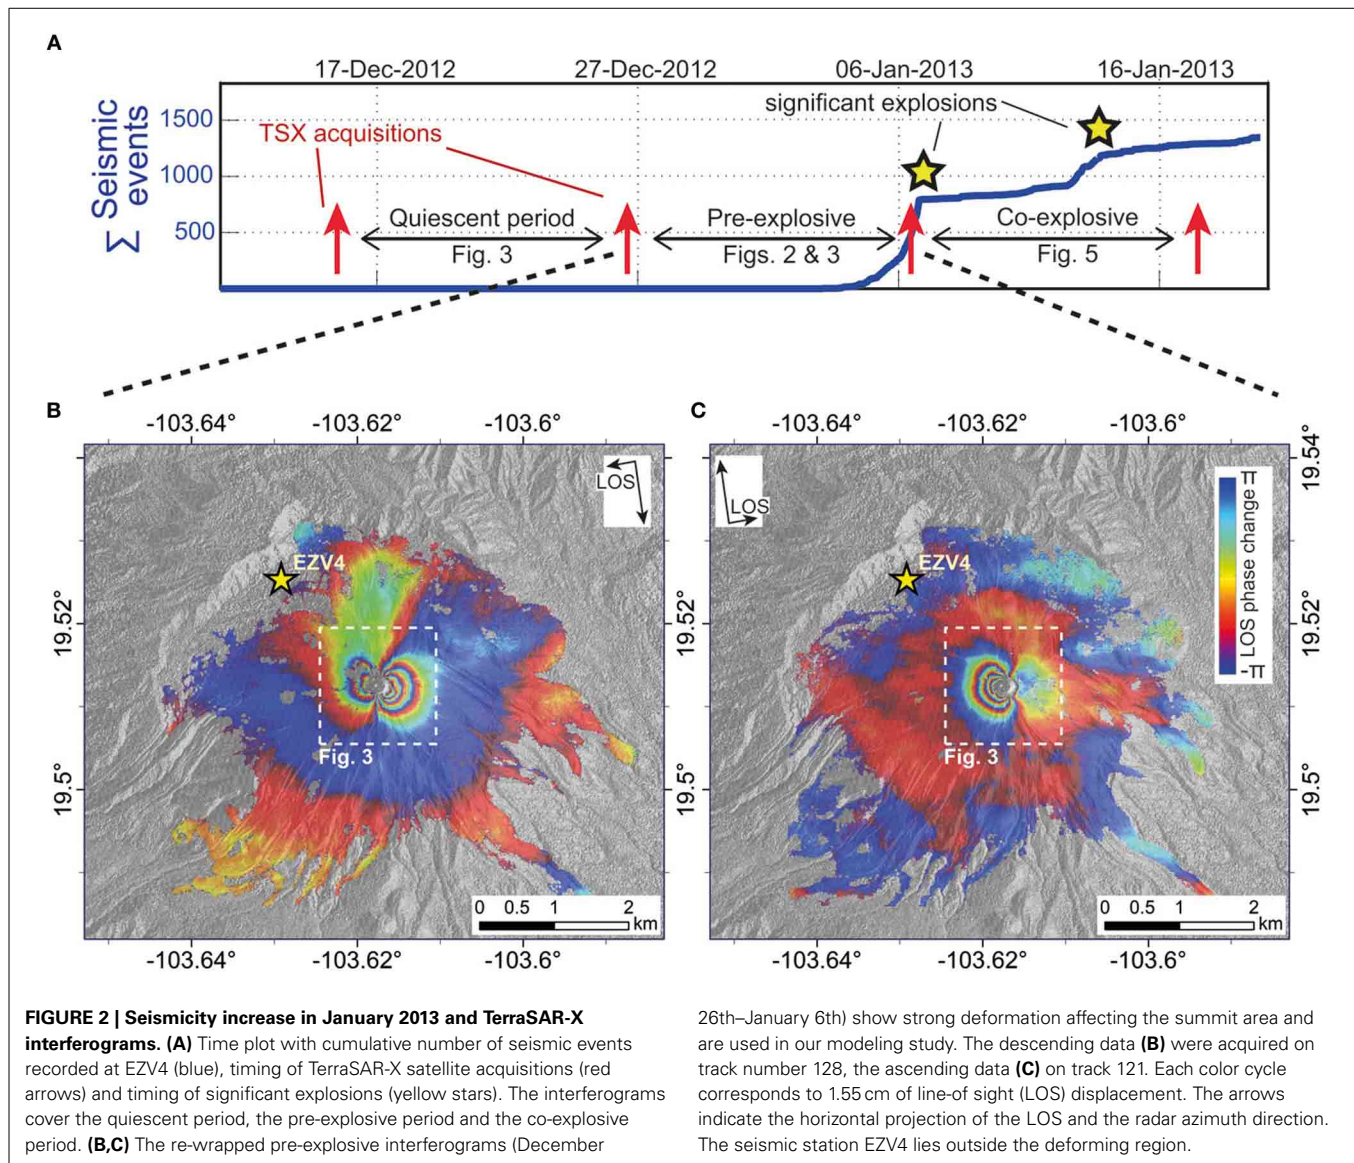 A
17-Dec-2012 27-Dec-2012 06-Jan-2013 16-Jan-2013
significant explosions
1500
TSX acquisitions
1000
500
Σ Seismic
events
Quiescent period Pre-explosive Co-explosive
Fig. 3 Figs. 2 & 3 Fig. 5
B
-103.64° -103.62° -103.6°
LOS
EZV4
19.52°
19.5°
Fig. 3
0 0.5 1 2
km
-103.64° -103.62° -103.6°
C
-103.64° -103.62° -103.6°
19.54°
LOS
π
LOS phase change
-π
EZV4
19.52°
19.5°
Fig. 3
0 0.5 1 2
km
-103.64° -103.62° -103.6°
FIGURE 2 | Seismicity increase in January 2013 and TerraSAR-X
interferograms. (A) Time plot with cumulative number of seismic events
recorded at EZV4 (blue), timing of TerraSAR-X satellite acquisitions (red
arrows) and timing of significant explosions (yellow stars). The interferograms
cover the quiescent period, the pre-explosive period and the co-explosive
period. (B,C) The re-wrapped pre-explosive interferograms (December
26th–January 6th) show strong deformation affecting the summit area and
are used in our modeling study. The descending data (B) were acquired on
track number 128, the ascending data (C) on track 121. Each color cycle
corresponds to 1.55 cm of line-of sight (LOS) displacement. The arrows
indicate the horizontal projection of the LOS and the radar azimuth direction.
The seismic station EZV4 lies outside the deforming region.